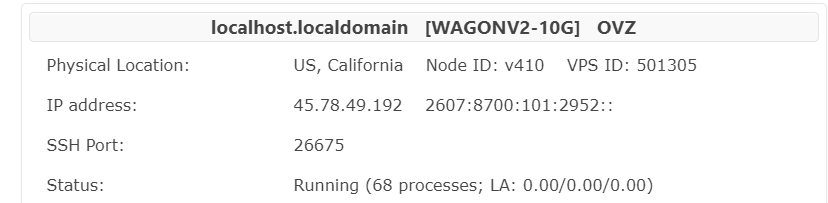 localhost.localdomain [WAGONV2-10G] OVZ
Physical Location: US, California Node ID: v410 VPS ID: 501305
IP address: 45.78.49.192 2607:8700:101:2952::
SSH Port: 26675
Status: Running (68 processes; LA: 0.00/0.00/0.00)